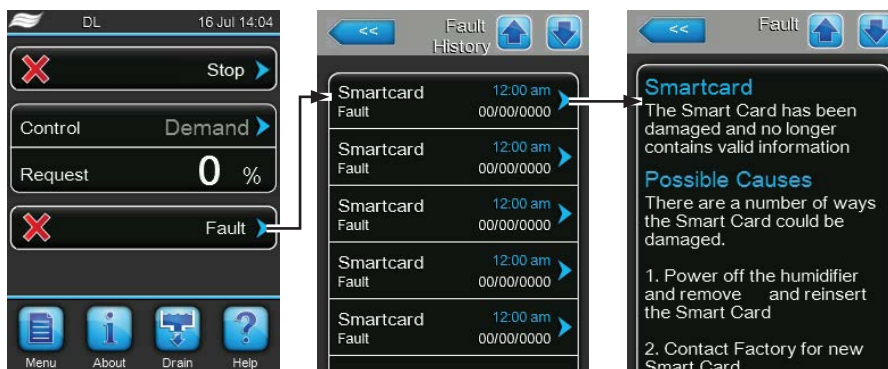 DL
16 Jul 14:04
Stop
Control
Demand
Request
0 %
Fault
Menu
About
Drain
Help
<<
Fault
History
Smartcard
12:00 am
Fault
00/00/0000
Smartcard
12:00 am
Fault
00/00/0000
Smartcard
12:00 am
Fault
00/00/0000
Smartcard
12:00 am
Fault
00/00/0000
Smartcard
12:00 am
Fault
00/00/0000
<<
Fault
Smartcard
The Smart Card has been
damaged and no longer
contains valid information
Possible Causes
There are a number of ways
the Smart Card could be
damaged.
1. Power off the humidifier
and remove and reinsert
the Smart Card
2. Contact Factory for new
Smart Card